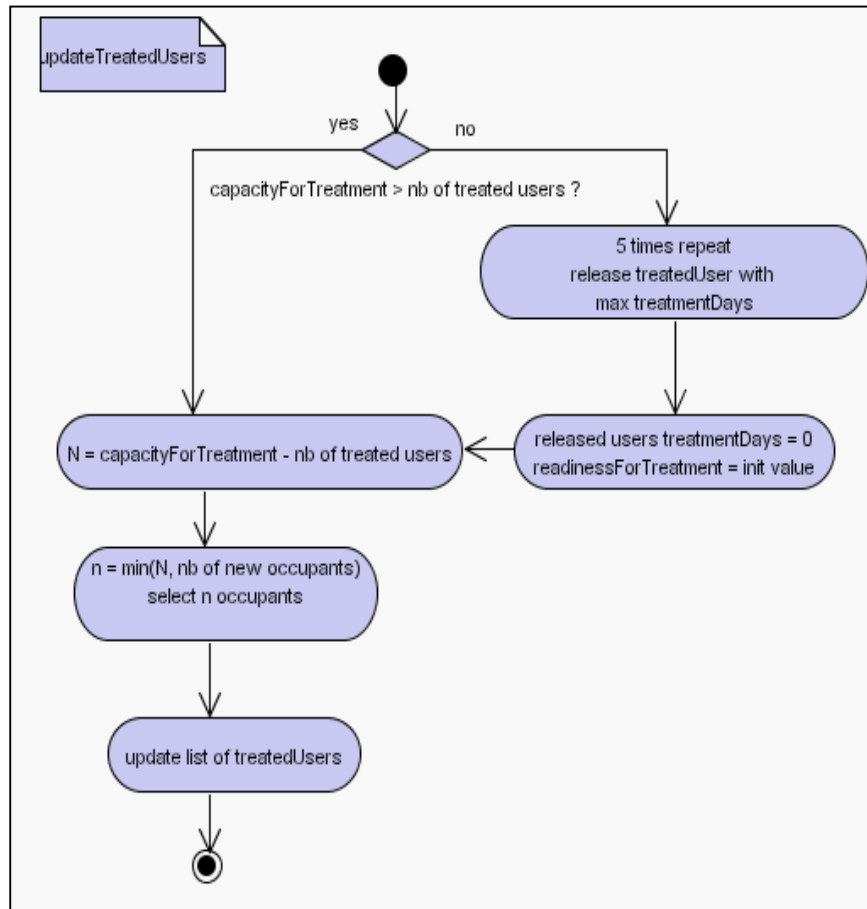 updateTreatedUsers
yes
no
capacityForTreatment > nb of treated users ?
5 times repeat
release treatedUser with
max treatmentDays
released users treatmentDays = 0
readinessForTreatment = init value
N = capacityForTreatment - nb of treated users
n = min(N, nb of new occupants)
select n occupants
update list of treatedUsers